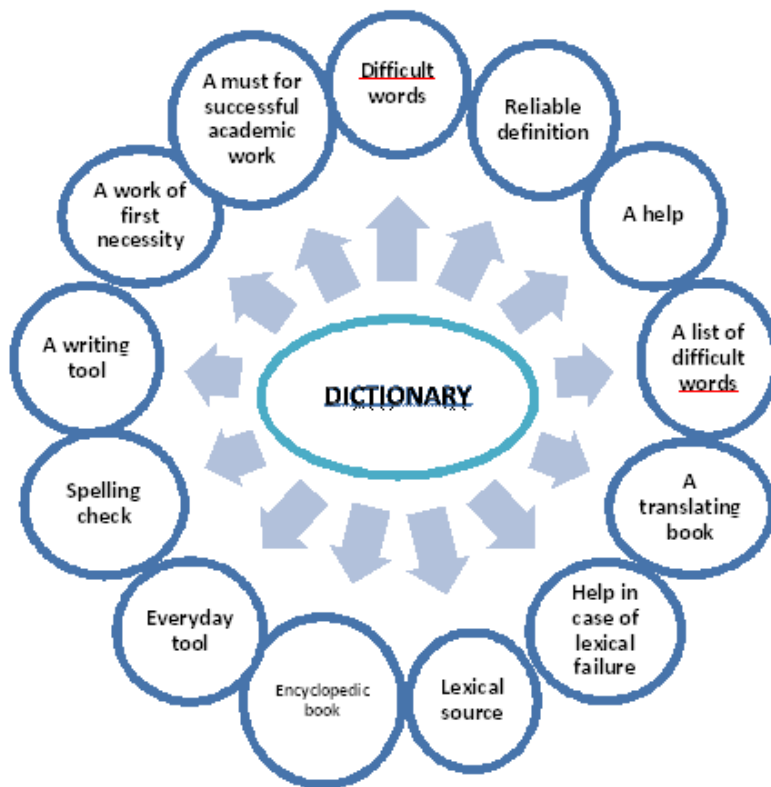 Difficult
words
Reliable
definition
A help
A list of
difficult
words
A
translating
book
Help in
case of
lexical
failure
Lexical
source
Encyclopedic
book
Everyday
tool
Spelling
check
A writing
tool
A work of
first
necessity
A must for
successful
academic
work
DICTIONARY